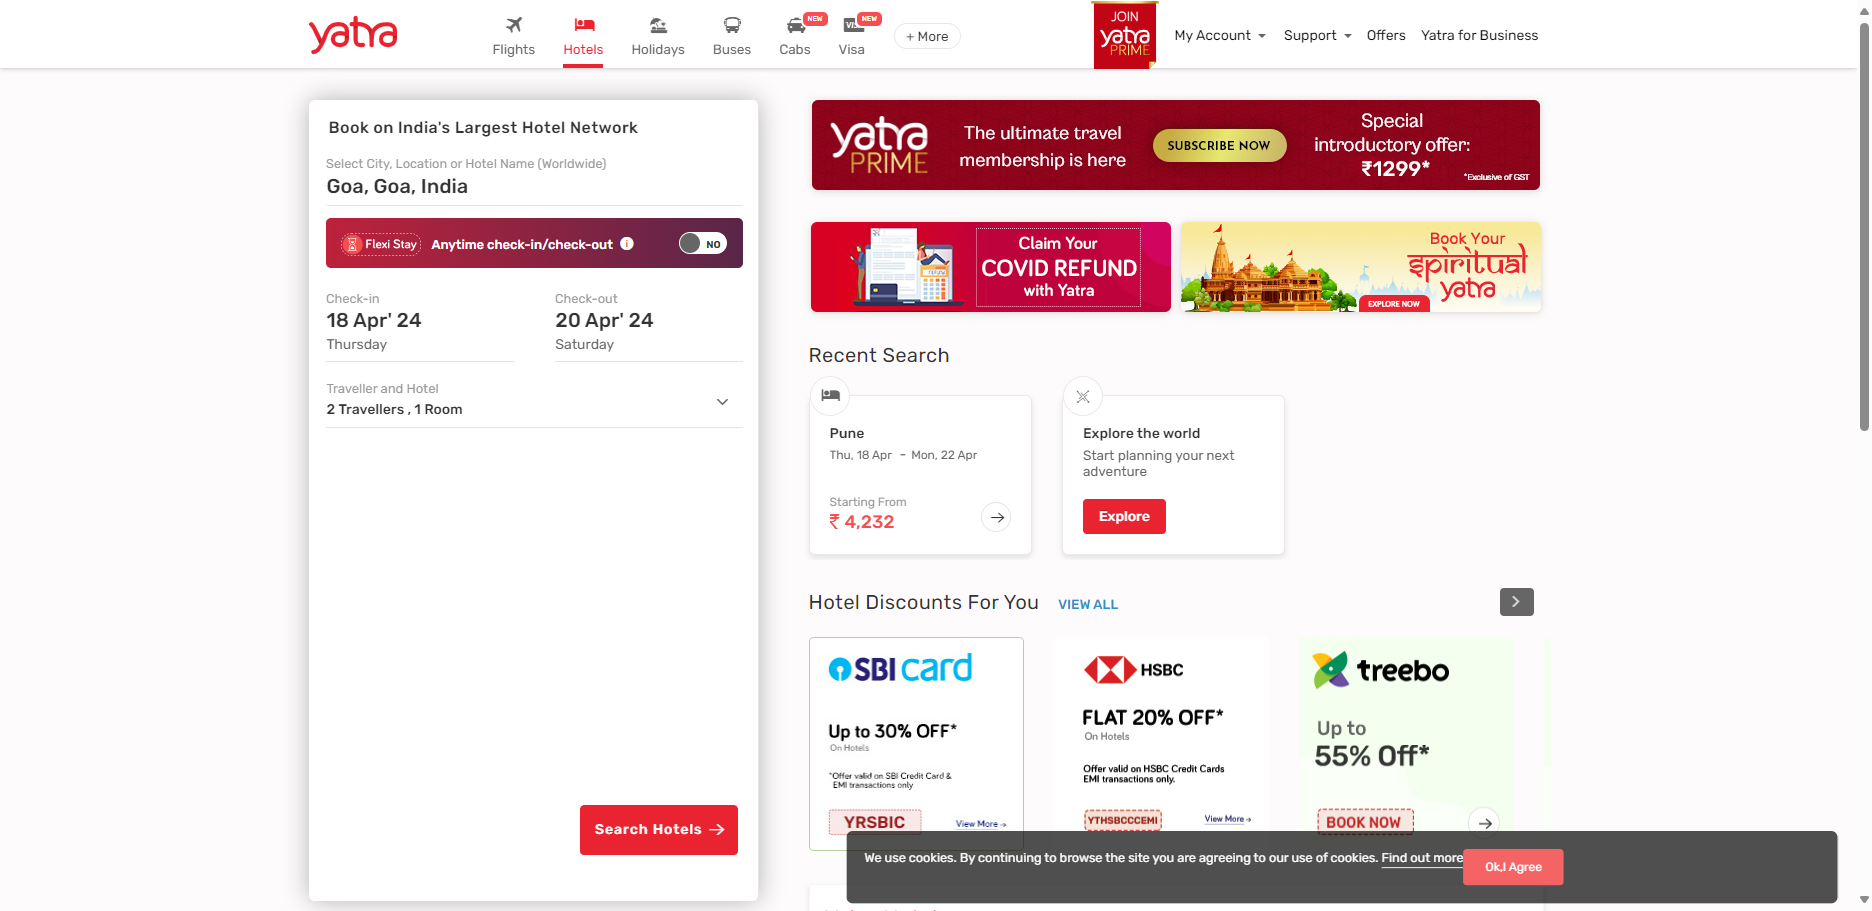 yatra
Flights
Hotels
Holidays
Buses
NEW
Cabs
NEW
Visa
+ More
JOIN
yatra
PRIME
My Account
Support
Offers
Yatra for Business
Book on India's Largest Hotel Network
Select City, Location or Hotel Name (Worldwide)
Goa, Goa, India
Flexi Stay
Anytime check-in/check-out
i
NO
Check-in
18 Apr' 24
Thursday
Check-out
20 Apr' 24
Saturday
Traveller and Hotel
2 Travellers , 1 Room
Search Hotels
yatra
PRIME
The ultimate travel
membership is here
SUBSCRIBE NOW
Special
introductory offer:
₹1299*
*Exclusive of GST
Claim Your
COVID REFUND
with Yatra
Book Your
spiritual
yatra
EXPLORE NOW
Recent Search
Pune
Thu, 18 Apr - Mon, 22 Apr
Starting From
₹ 4,232
Explore the world
Start planning your next
adventure
Explore
Hotel Discounts For You
VIEW ALL
SBI card
Up to 30% OFF*
On Hotels
*Offer valid on SBI Credit Card &
EMI transactions only
YRSBIC
View More
HSBC
FLAT 20% OFF*
On Hotels
Offer valid on HSBC Credit Cards
EMI transactions only.
YTHSBCCCEMI
View More
treebo
Up to
55% Off*
BOOK NOW
We use cookies. By continuing to browse the site you are agreeing to our use of cookies. Find out more
Ok,I Agree